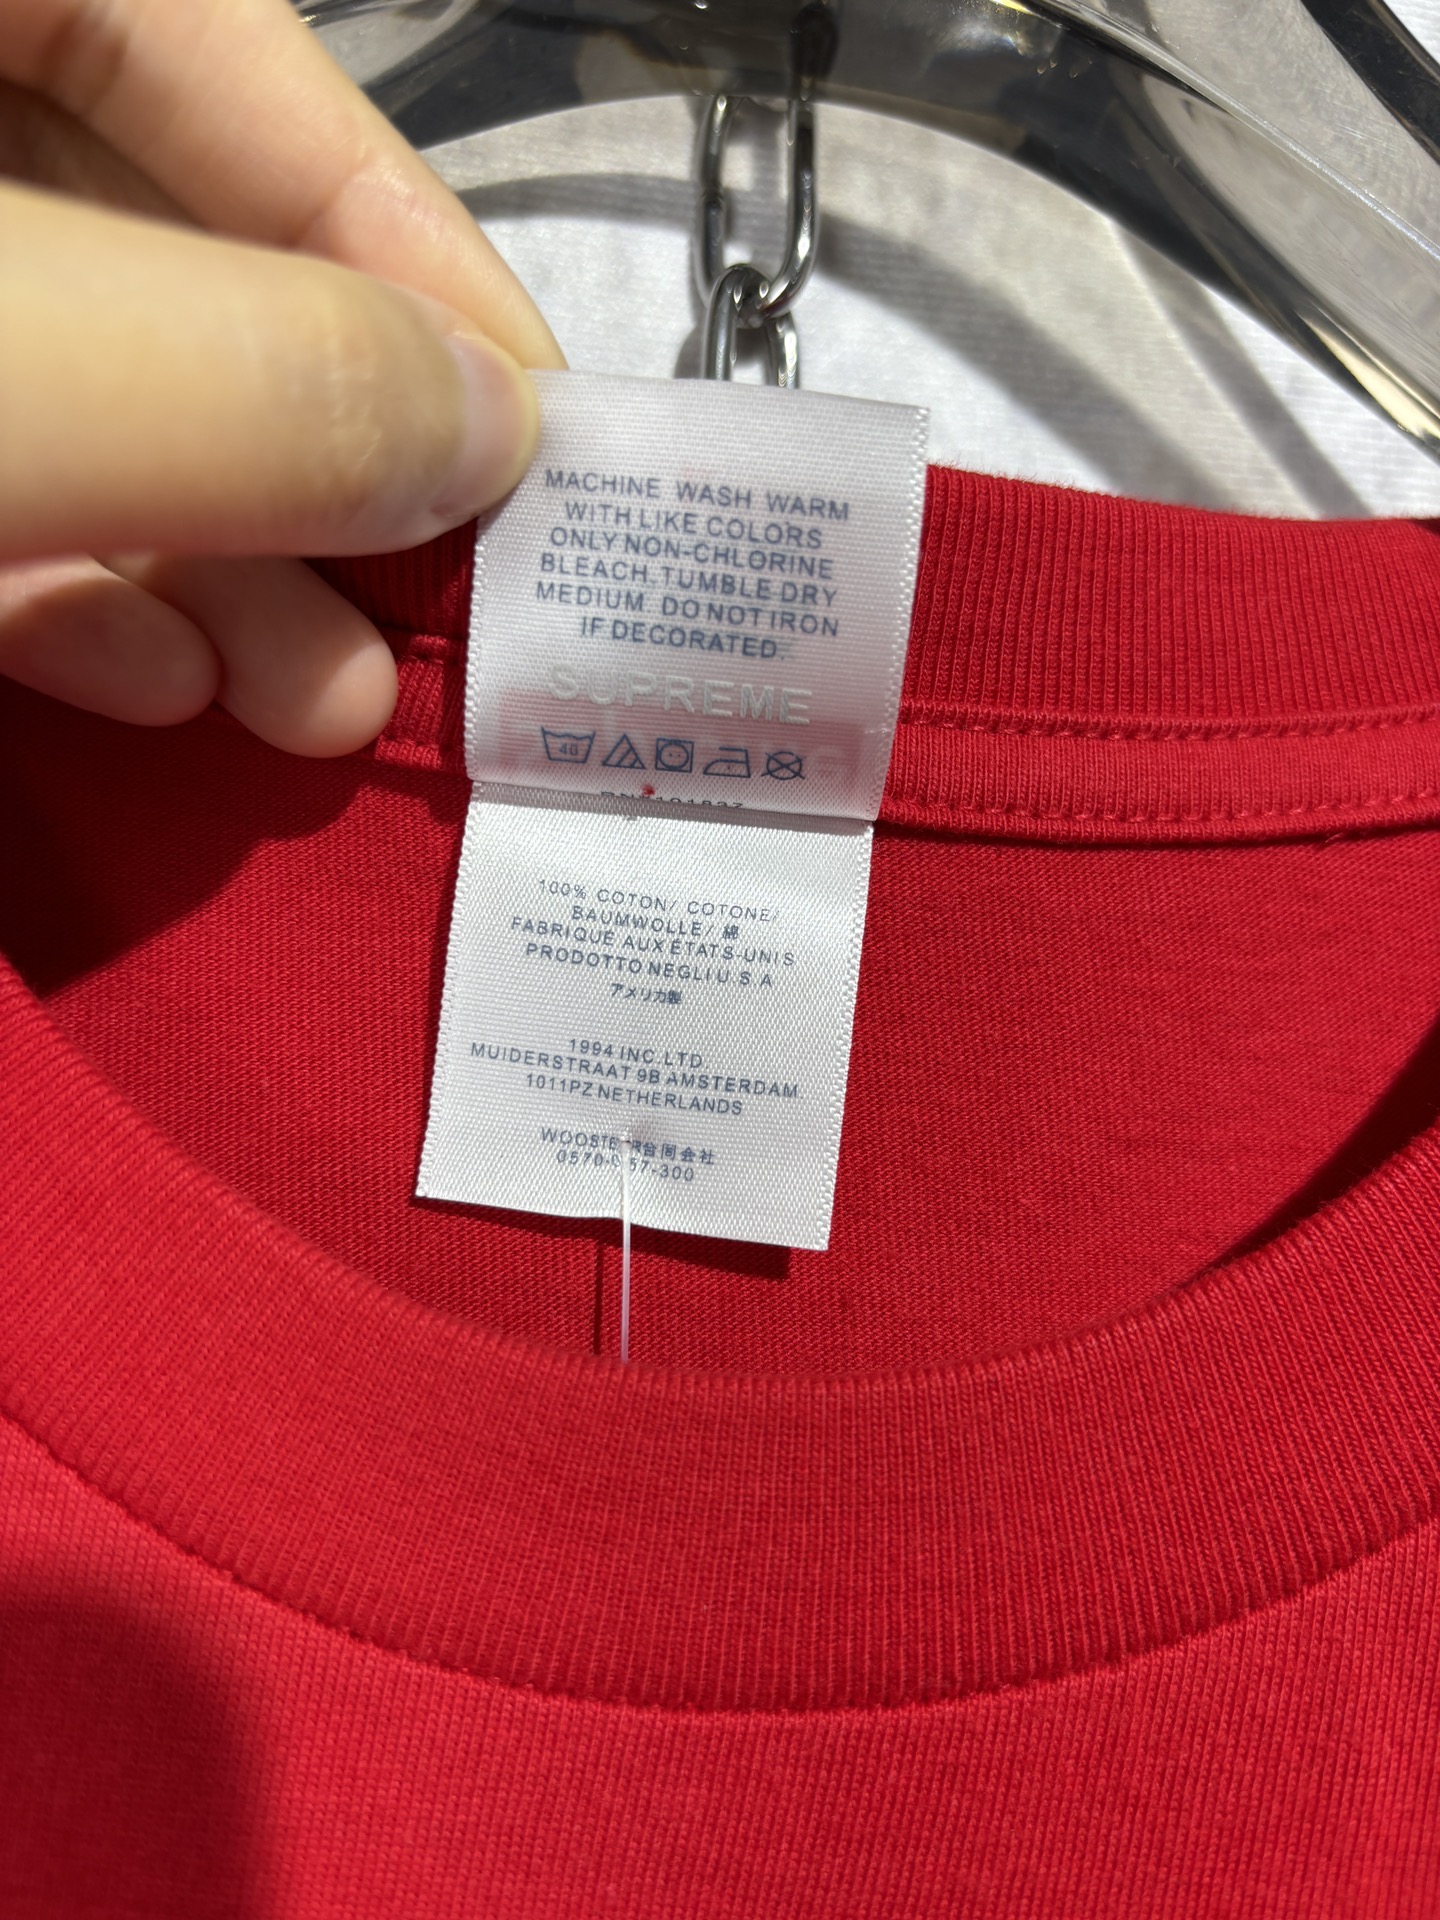 MACHINE WASH WARM
WITH LIKE COLORS
ONLY NON-CHLORINE
BLEACH. TUMBLE DRY
MEDIUM. DO NOT IRON
IF DECORATED.
SUPREME
40
100% COTON/ COTONE/
BAUMWOLLE/ 綿
FABRIQUÉ AUX ÉTATS-UNIS
PRODOTTO NEGLI U.S A
アメリカ製
1994 INC. LTD
MUIDERSTRAAT 9B AMSTERDAM.
1011PZ NETHERLANDS
合同会社